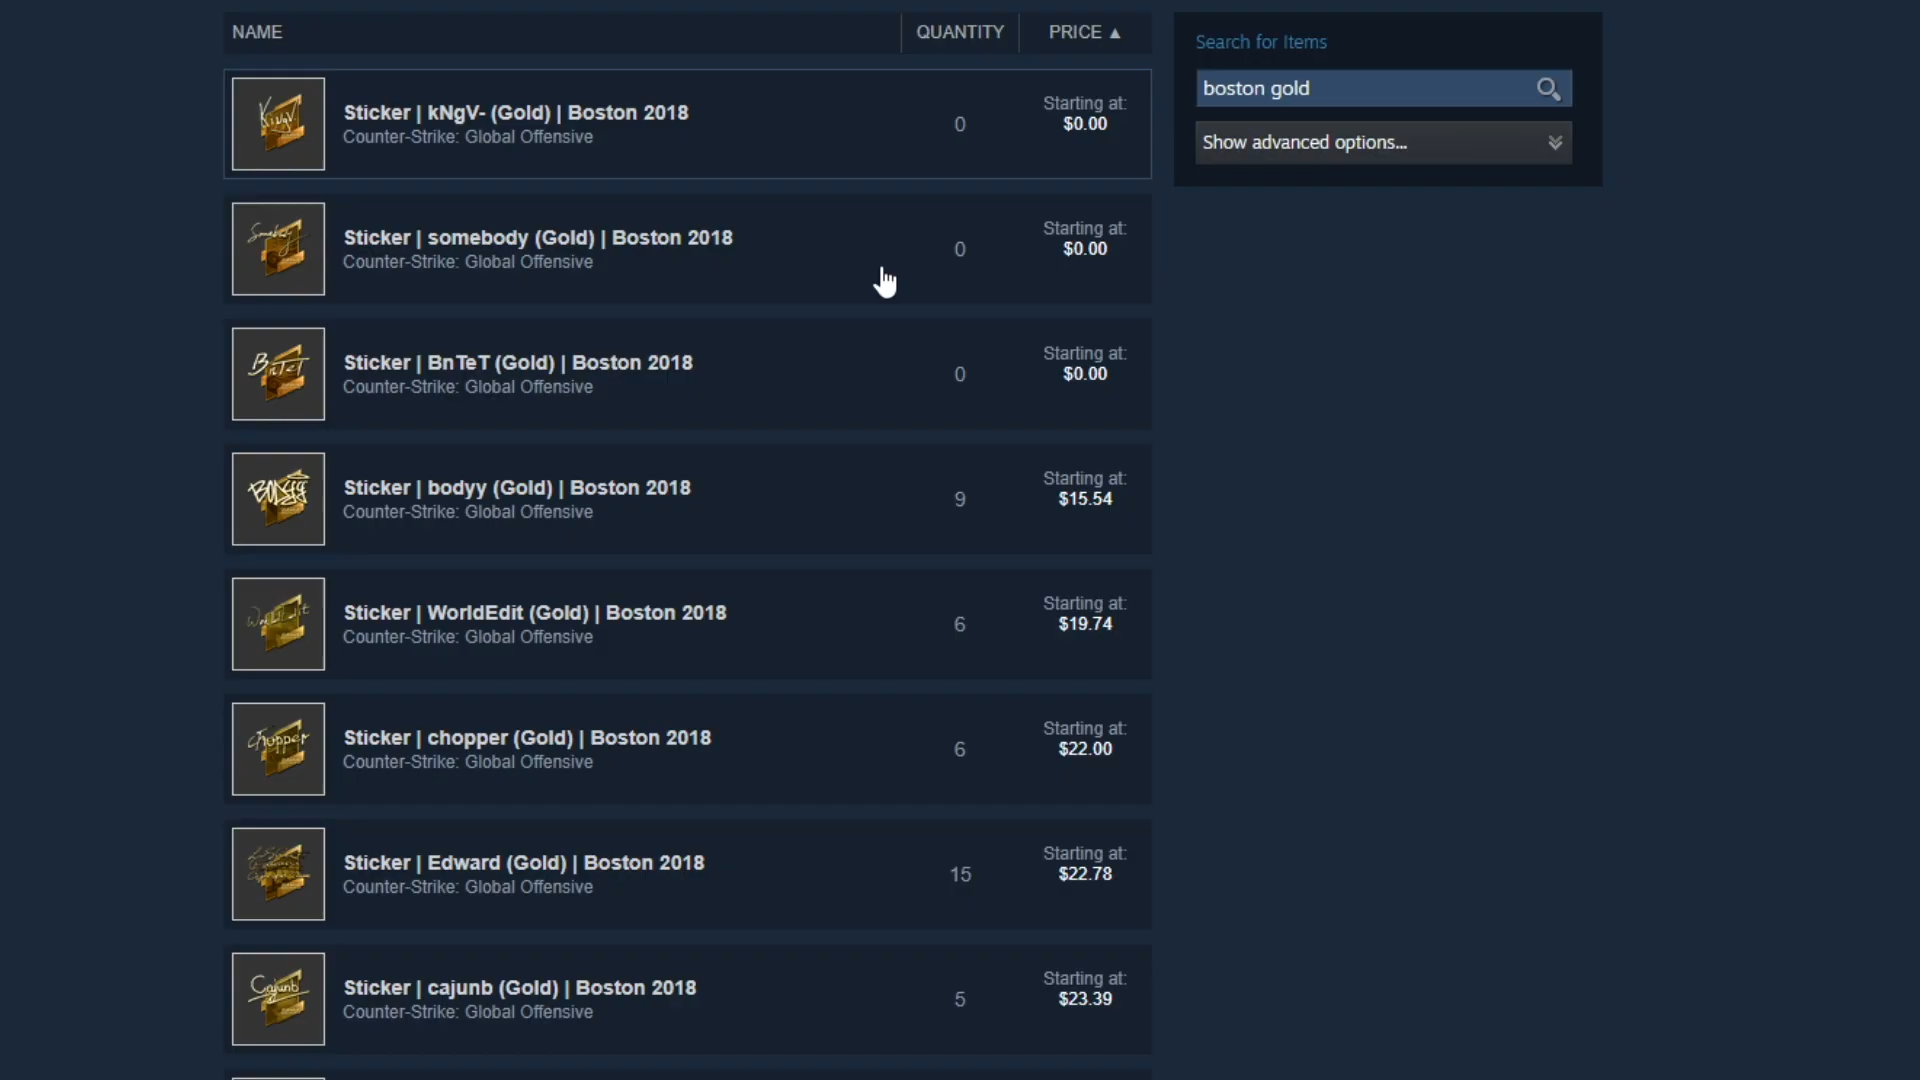 NAME QUANTITY PRICE ▲
Sticker | kNgV- (Gold) | Boston 2018
Counter-Strike: Global Offensive
0
Starting at:
$0.00
Sticker | somebody (Gold) | Boston 2018
Counter-Strike: Global Offensive
0
Starting at:
$0.00
Sticker | BnTeT (Gold) | Boston 2018
Counter-Strike: Global Offensive
0
Starting at:
$0.00
Sticker | bodyy (Gold) | Boston 2018
Counter-Strike: Global Offensive
9
Starting at:
$15.54
Sticker | WorldEdit (Gold) | Boston 2018
Counter-Strike: Global Offensive
6
Starting at:
$19.74
Sticker | chopper (Gold) | Boston 2018
Counter-Strike: Global Offensive
6
Starting at:
$22.00
Sticker | Edward (Gold) | Boston 2018
Counter-Strike: Global Offensive
15
Starting at:
$22.78
Sticker | cajunb (Gold) | Boston 2018
Counter-Strike: Global Offensive
5
Starting at:
$23.39
Search for Items
boston gold
Show advanced options...